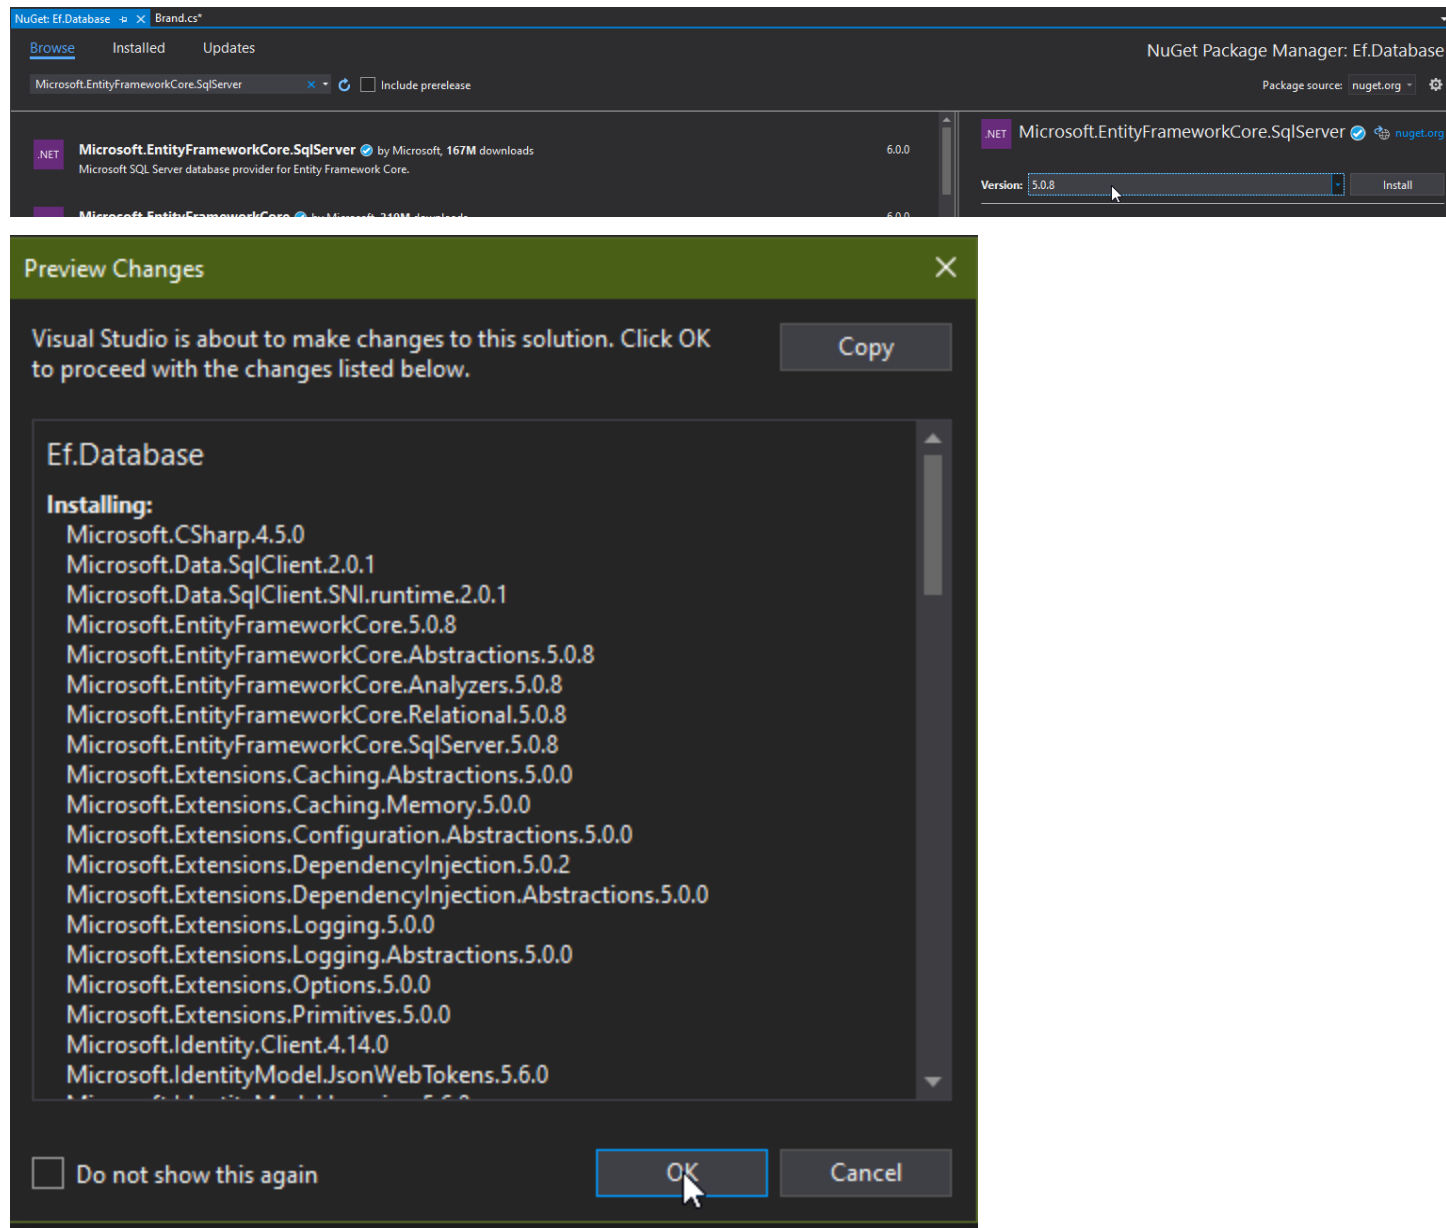 NuGet: Ef.Database Brand.cs*
Browse Installed Updates
NuGet Package Manager: Ef.Database
Microsoft.EntityFrameworkCore.SqlServer
Include prerelease
Package source: nuget.org
.NET
Microsoft.EntityFrameworkCore.SqlServer by Microsoft, 167M downloads
6.0.0
Microsoft SQL Server database provider for Entity Framework Core.
Microsoft.EntityFrameworkCore by Microsoft, 219M downloads
6.0.0
.NET
Microsoft.EntityFrameworkCore.SqlServer nuget.org
Version: 5.0.8 Install
Preview Changes
Visual Studio is about to make changes to this solution. Click OK
to proceed with the changes listed below.
Copy
Ef.Database
Installing:
Microsoft.CSharp.4.5.0
Microsoft.Data.SqlClient.2.0.1
Microsoft.Data.SqlClient.SNI.runtime.2.0.1
Microsoft.EntityFrameworkCore.5.0.8
Microsoft.EntityFrameworkCore.Abstractions.5.0.8
Microsoft.EntityFrameworkCore.Analyzers.5.0.8
Microsoft.EntityFrameworkCore.Relational.5.0.8
Microsoft.EntityFrameworkCore.SqlServer.5.0.8
Microsoft.Extensions.Caching.Abstractions.5.0.0
Microsoft.Extensions.Caching.Memory.5.0.0
Microsoft.Extensions.Configuration.Abstractions.5.0.0
Microsoft.Extensions.DependencyInjection.5.0.2
Microsoft.Extensions.DependencyInjection.Abstractions.5.0.0
Microsoft.Extensions.Logging.5.0.0
Microsoft.Extensions.Logging.Abstractions.5.0.0
Microsoft.Extensions.Options.5.0.0
Microsoft.Extensions.Primitives.5.0.0
Microsoft.Identity.Client.4.14.0
Microsoft.IdentityModel.JsonWebTokens.5.6.0
Do not show this again
OK
Cancel